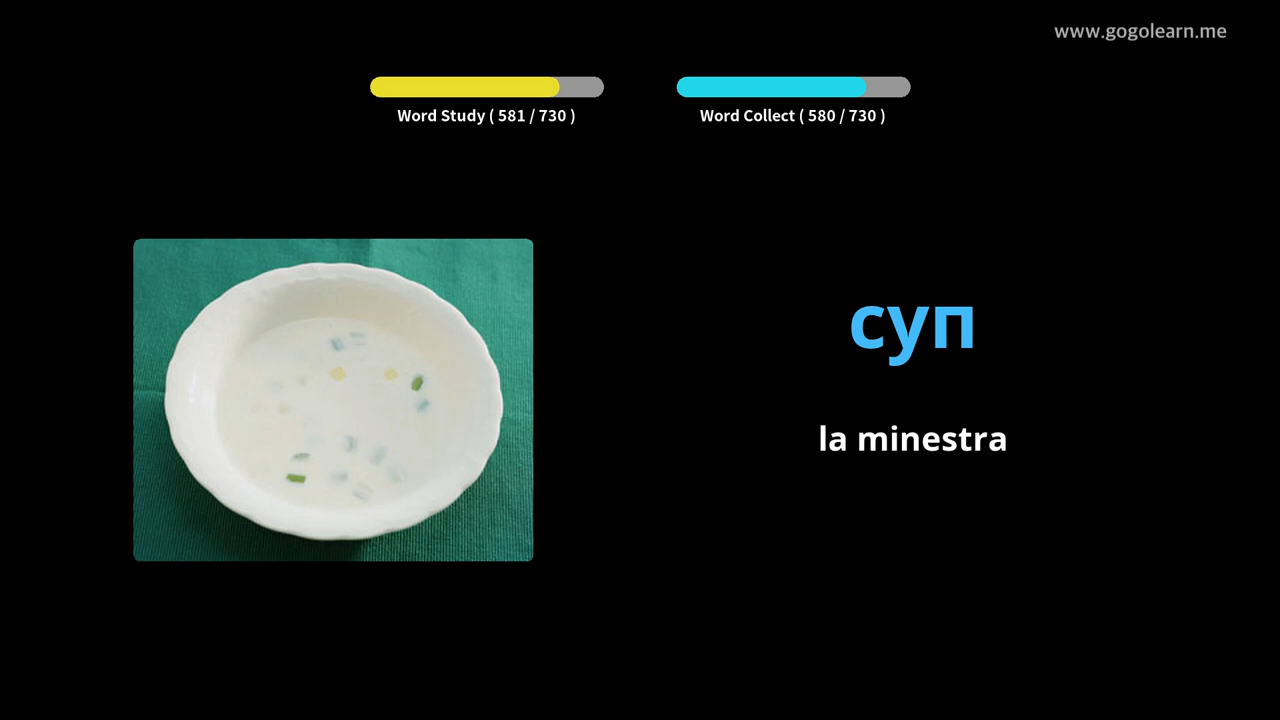 www.gogolearn.me
Word Study ( 581 / 730 )
Word Collect ( 580 / 730 )
суп
la minestra